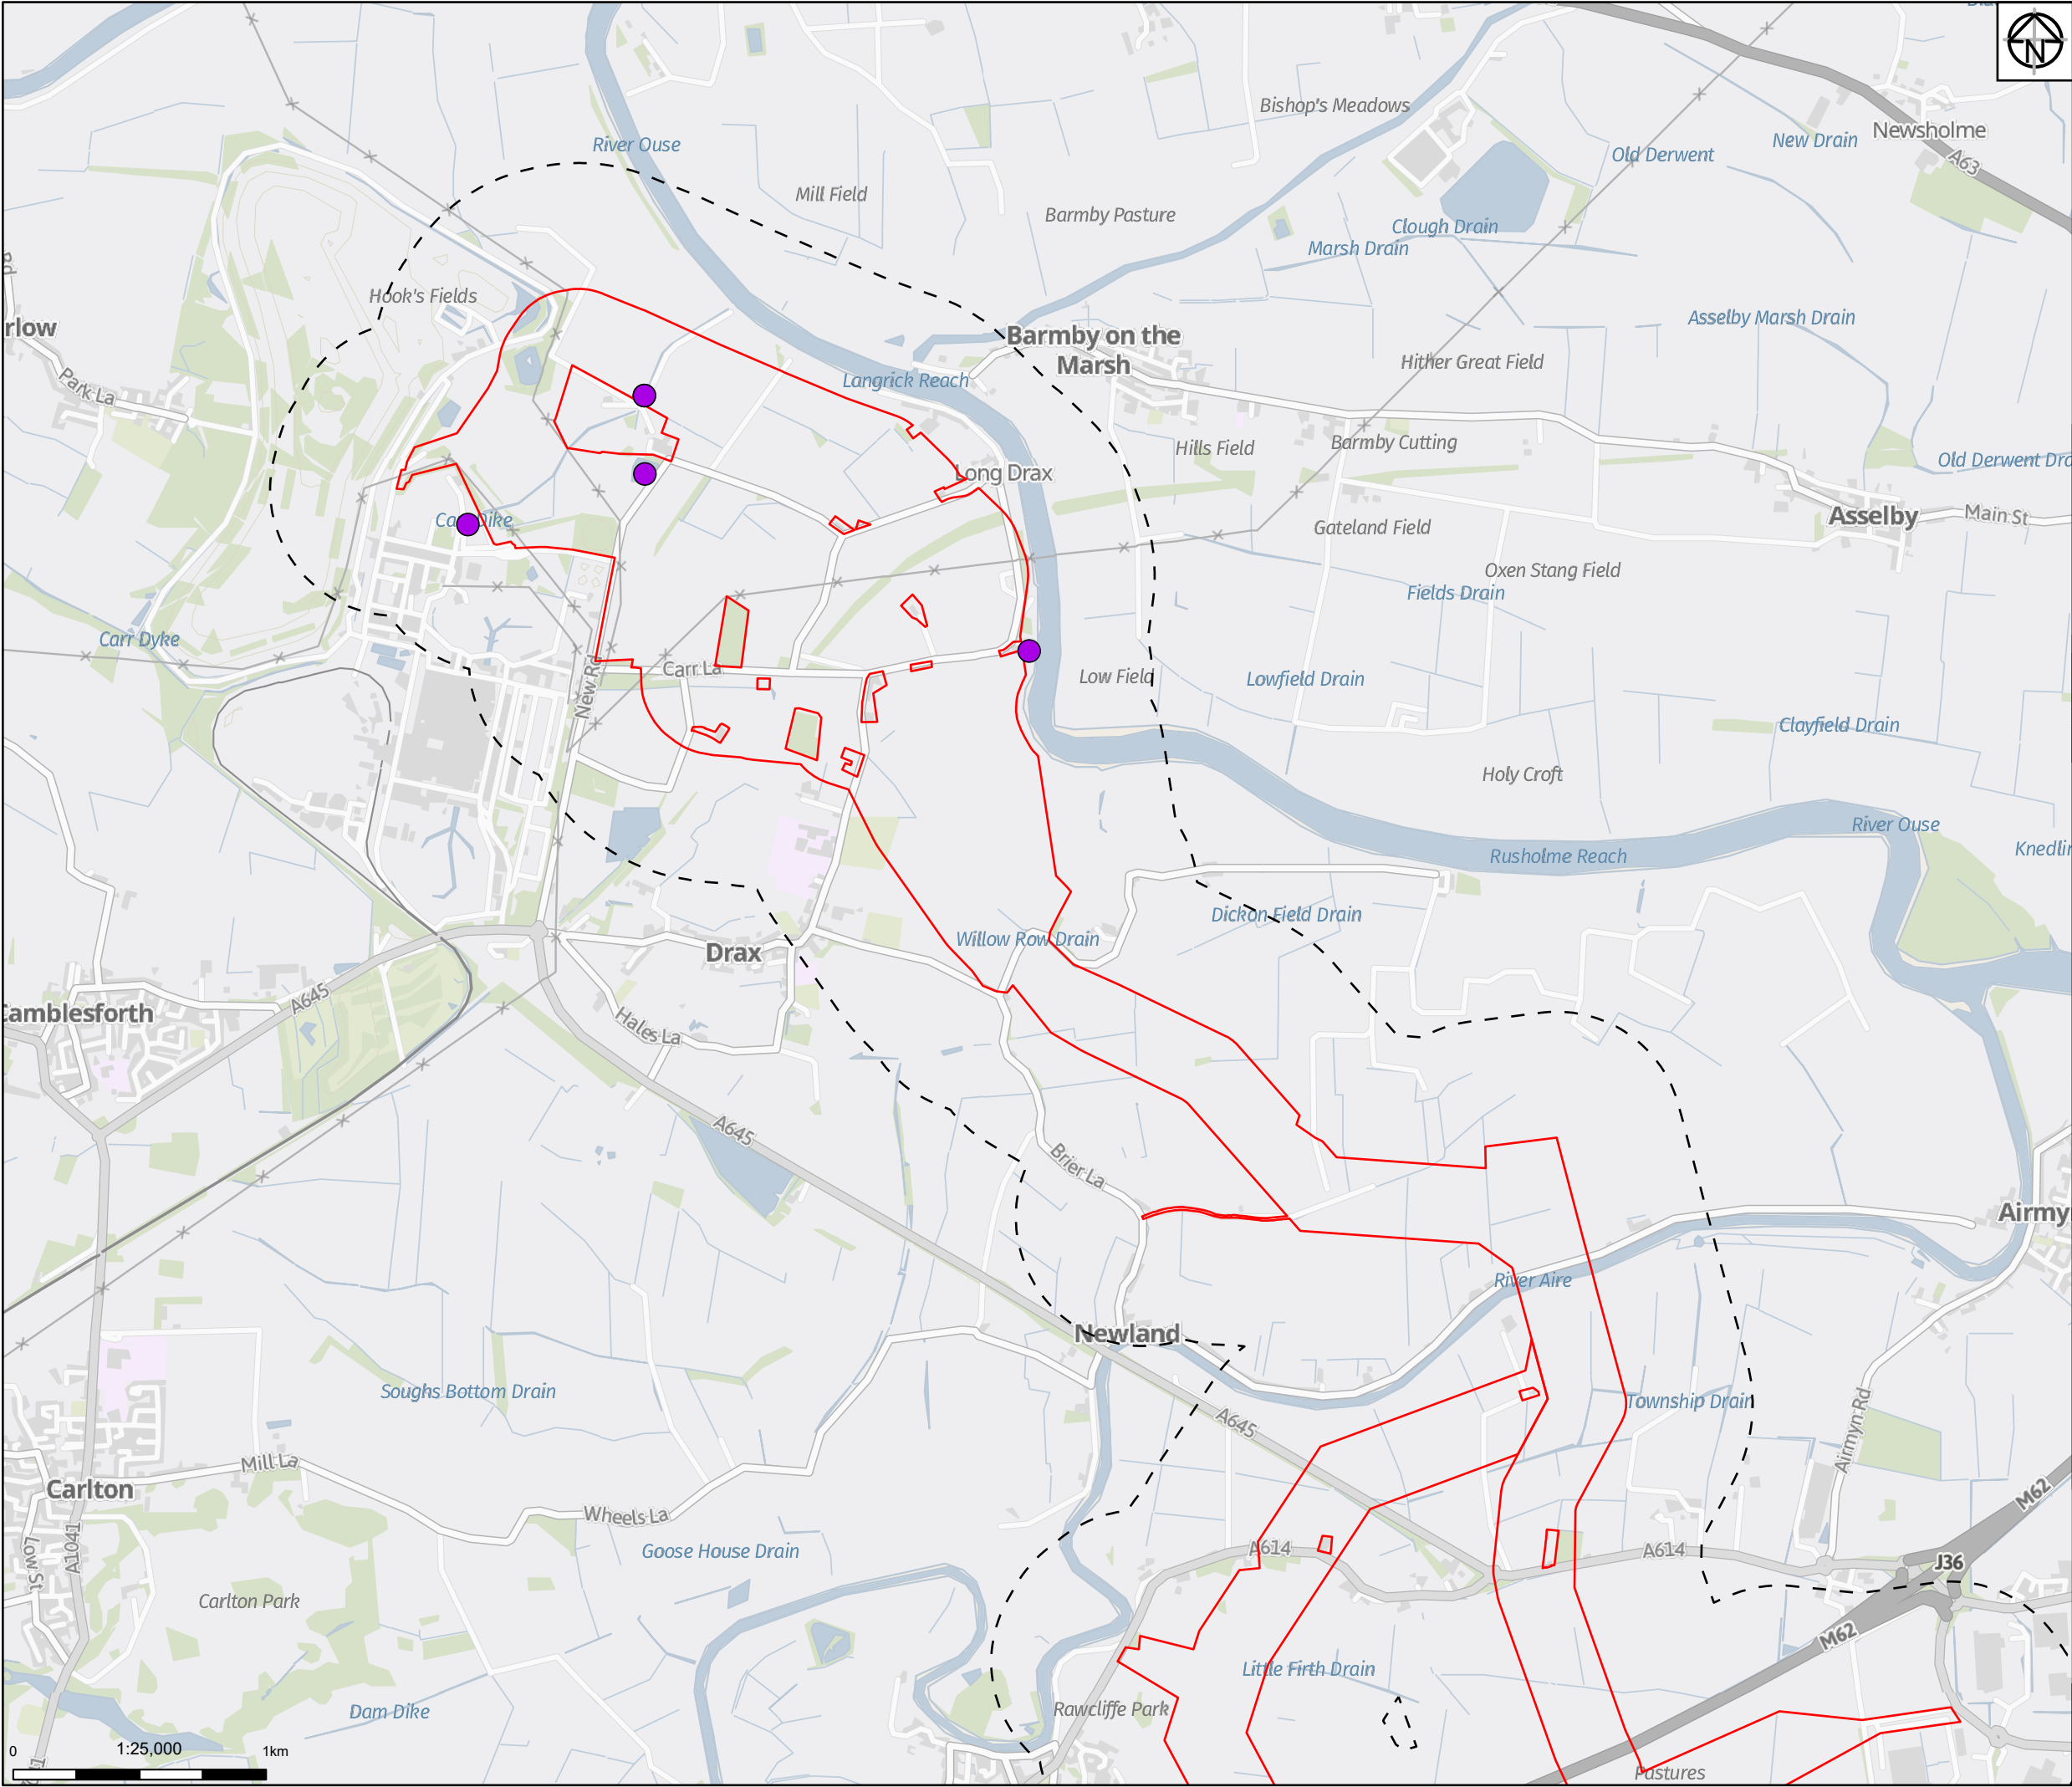 N
Bishop's Meadows
Newsholme
River Ouse
New Drain
Old Derwent
A63
Mill Field
Barmby Pasture
Clough Drain
Marsh Drain
Hook's Fields
Asselby Marsh Drain
rlow
Barmby on the
Marsh
Hither Great Field
Park La
Langrick Reach
Hills Field
Barmby Cutting
Old Derwent Dra
Long Drax
Asselby
Main St
Gateland Field
Oxen Stang Field
Fields Drain
Carr Dyke
Carr La
New Rd
Low Field
Lowfield Drain
Clayfield Drain
Holy Croft
River Ouse
Rusholme Reach
Knedlin
Dickon Field Drain
Willow Row Drain
Drax
A645
Camblesforth
Hales La
A645
Brier La
Airmy
River Aire
Newland
Soughs Bottom Drain
Township Drain
A645
Airmyn Rd
Mill La
Carlton
Wheels La
M62
A1041
Low St
Goose House Drain
A614
A614
J36
Carlton Park
M62
Little Firth Drain
Dam Dike
Rawcliffe Park
0
1:25,000
1km
Pastures